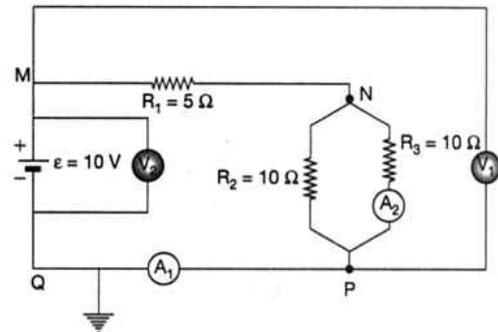 M
R₁ = 5 Ω
N
+
ε = 10 V
–
V₂
R₂ = 10 Ω
R₃ = 10 Ω
A₂
V₁
Q
A₁
P